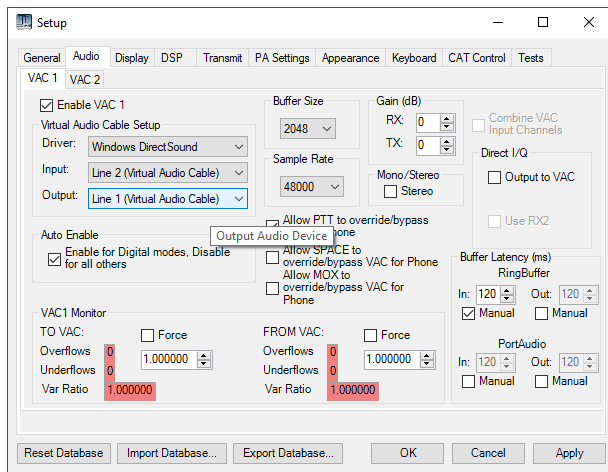 Setup
General Audio Display DSP Transmit PA Settings Appearance Keyboard CAT Control Tests
VAC 1 VAC 2
Enable VAC 1
Virtual Audio Cable Setup
Driver: Windows DirectSound
Input: Line 2 (Virtual Audio Cable)
Output: Line 1 (Virtual Audio Cable)
Output Audio Device
Auto Enable
Enable for Digital modes, Disable
for all others
Buffer Size
2048
Sample Rate
48000
Gain (dB)
RX: 0
TX: 0
Mono/Stereo
Stereo
Allow PTT to override/bypass
Allow SPACE to
override/bypass VAC for Phone
Allow MOX to
override/bypass VAC for
Phone
Combine VAC
Input Channels
Direct I/Q
Output to VAC
Use RX2
Buffer Latency (ms)
RingBuffer
In: 120 Out: 120
Manual Manual
PortAudio
In: 120 Out: 120
Manual Manual
VAC1 Monitor
TO VAC: Force
Overflows 0 1.000000
Underflows 0
Var Ratio 1.000000
FROM VAC: Force
Overflows 0 1.000000
Underflows 0
Var Ratio 1.000000
Reset Database Import Database... Export Database... OK Cancel Apply